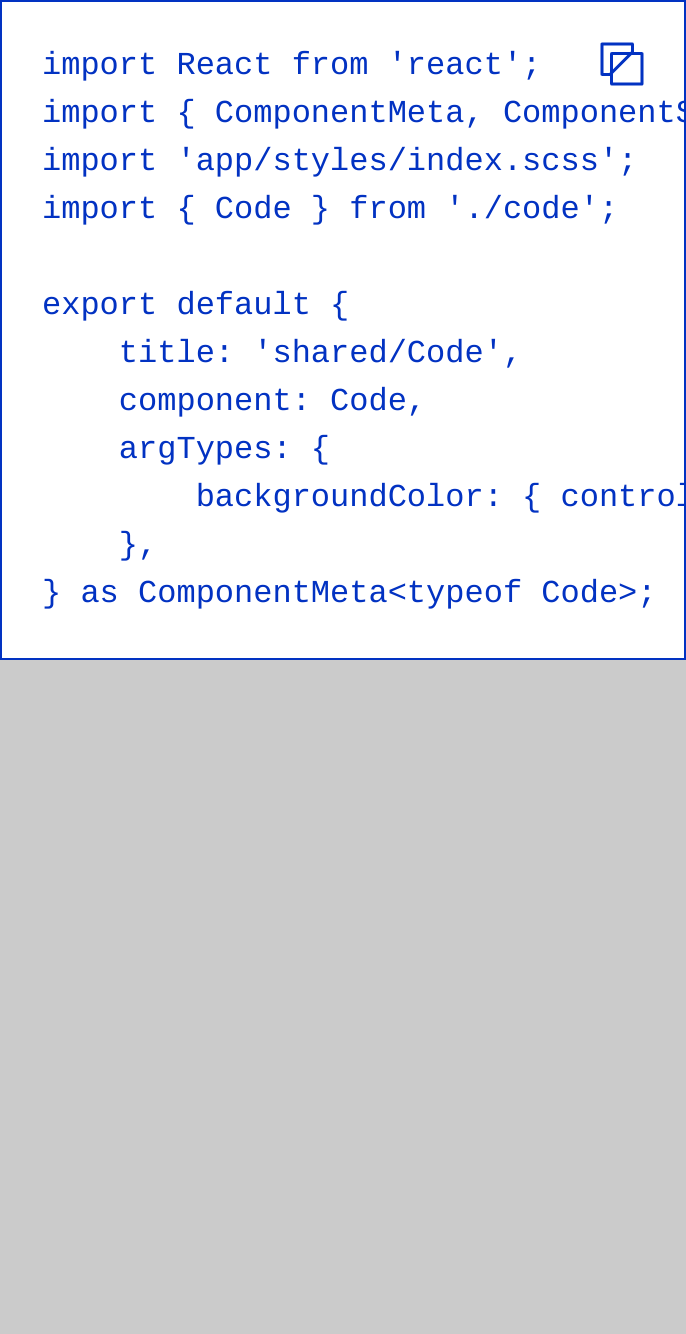 import React from 'react';
import { ComponentMeta, Component
import 'app/styles/index.scss';
import { Code } from './code';

export default {
    title: 'shared/Code',
    component: Code,
    argTypes: {
        backgroundColor: { control
    },
} as ComponentMeta<typeof Code>;